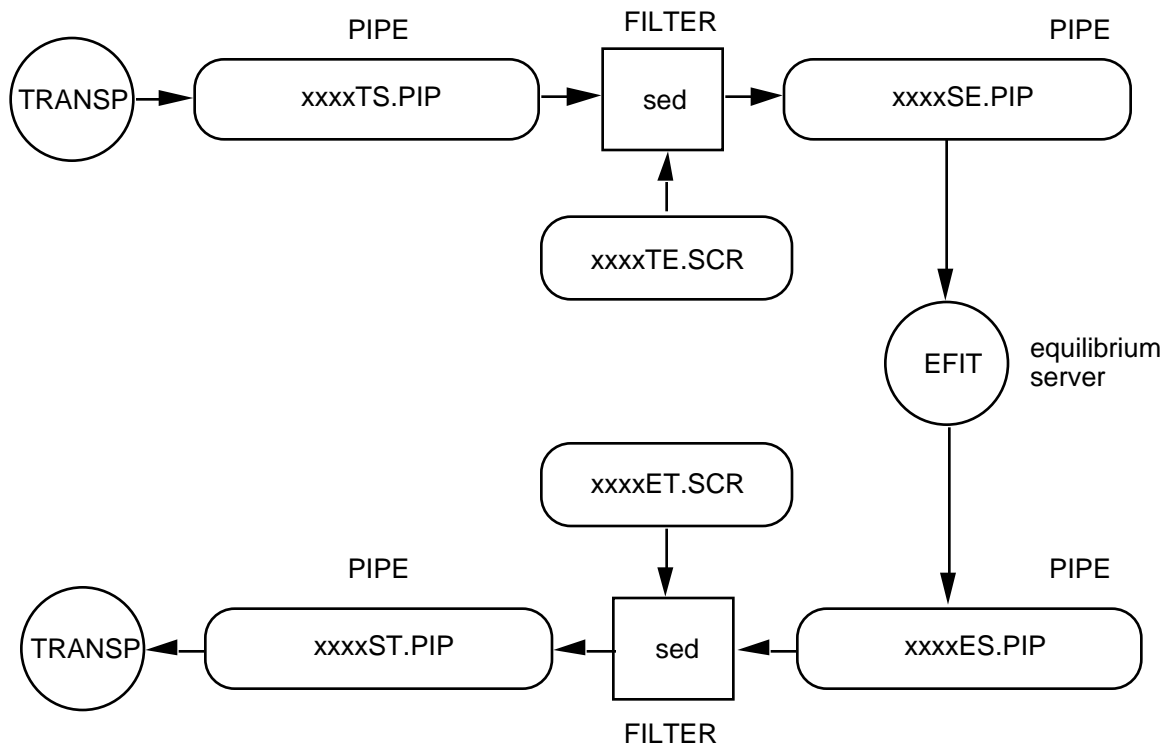 PIPE
FILTER
PIPE
TRANSP
xxxxTS.PIP
sed
xxxxSE.PIP
xxxxTE.SCR
EFIT
equilibrium
server
xxxxET.SCR
PIPE
PIPE
TRANSP
xxxxST.PIP
sed
xxxxES.PIP
FILTER